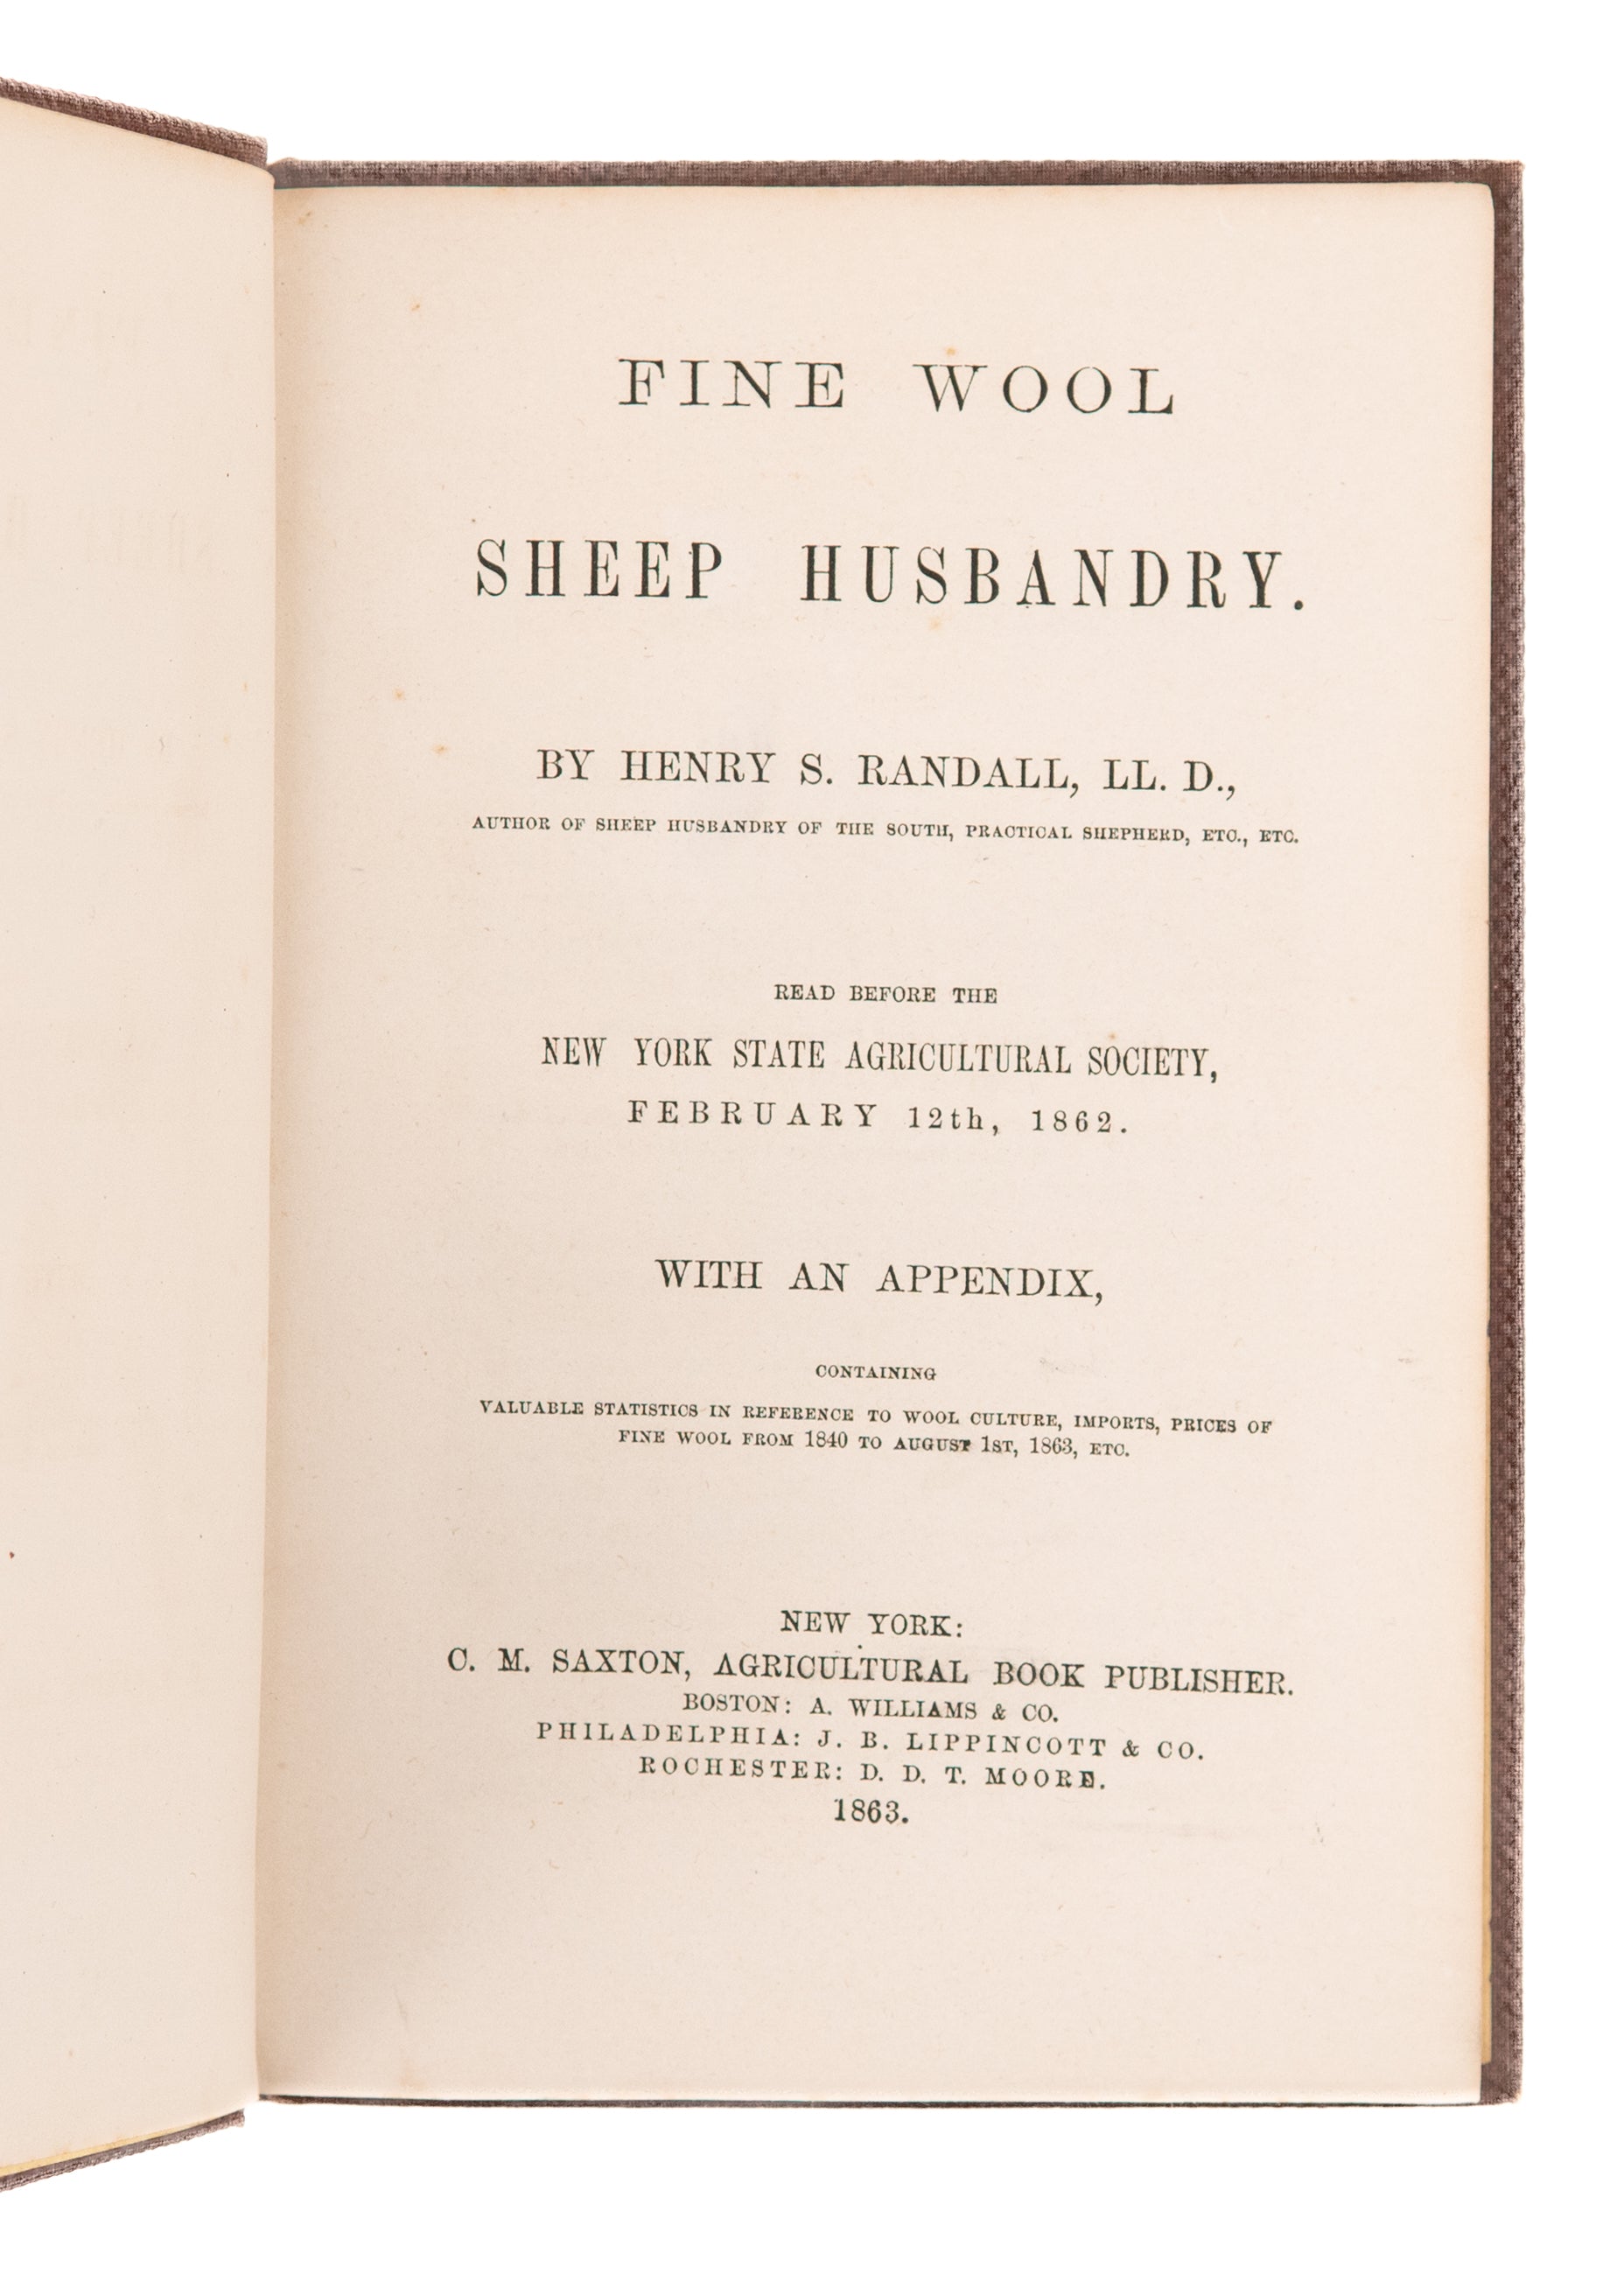 FINE WOOL
SHEEP HUSBANDRY.
BY HENRY S. RANDALL, LL. D.,
AUTHOR OF SHEEP HUSBANDRY OF THE SOUTH, PRACTICAL SHEPHERD, ETC., ETC.
READ BEFORE THE
NEW YORK STATE AGRICULTURAL SOCIETY,
FEBRUARY 12th, 1862.
WITH AN APPENDIX,
CONTAINING
VALUABLE STATISTICS IN REFERENCE TO WOOL CULTURE, IMPORTS, PRICES OF
FINE WOOL FROM 1840 TO AUGUST 1ST, 1863, ETC.
NEW YORK:
C. M. SAXTON, AGRICULTURAL BOOK PUBLISHER.
BOSTON: A. WILLIAMS & CO.
PHILADELPHIA: J. B. LIPPINCOTT & CO.
ROCHESTER: D. D. T. MOORE.
1863.